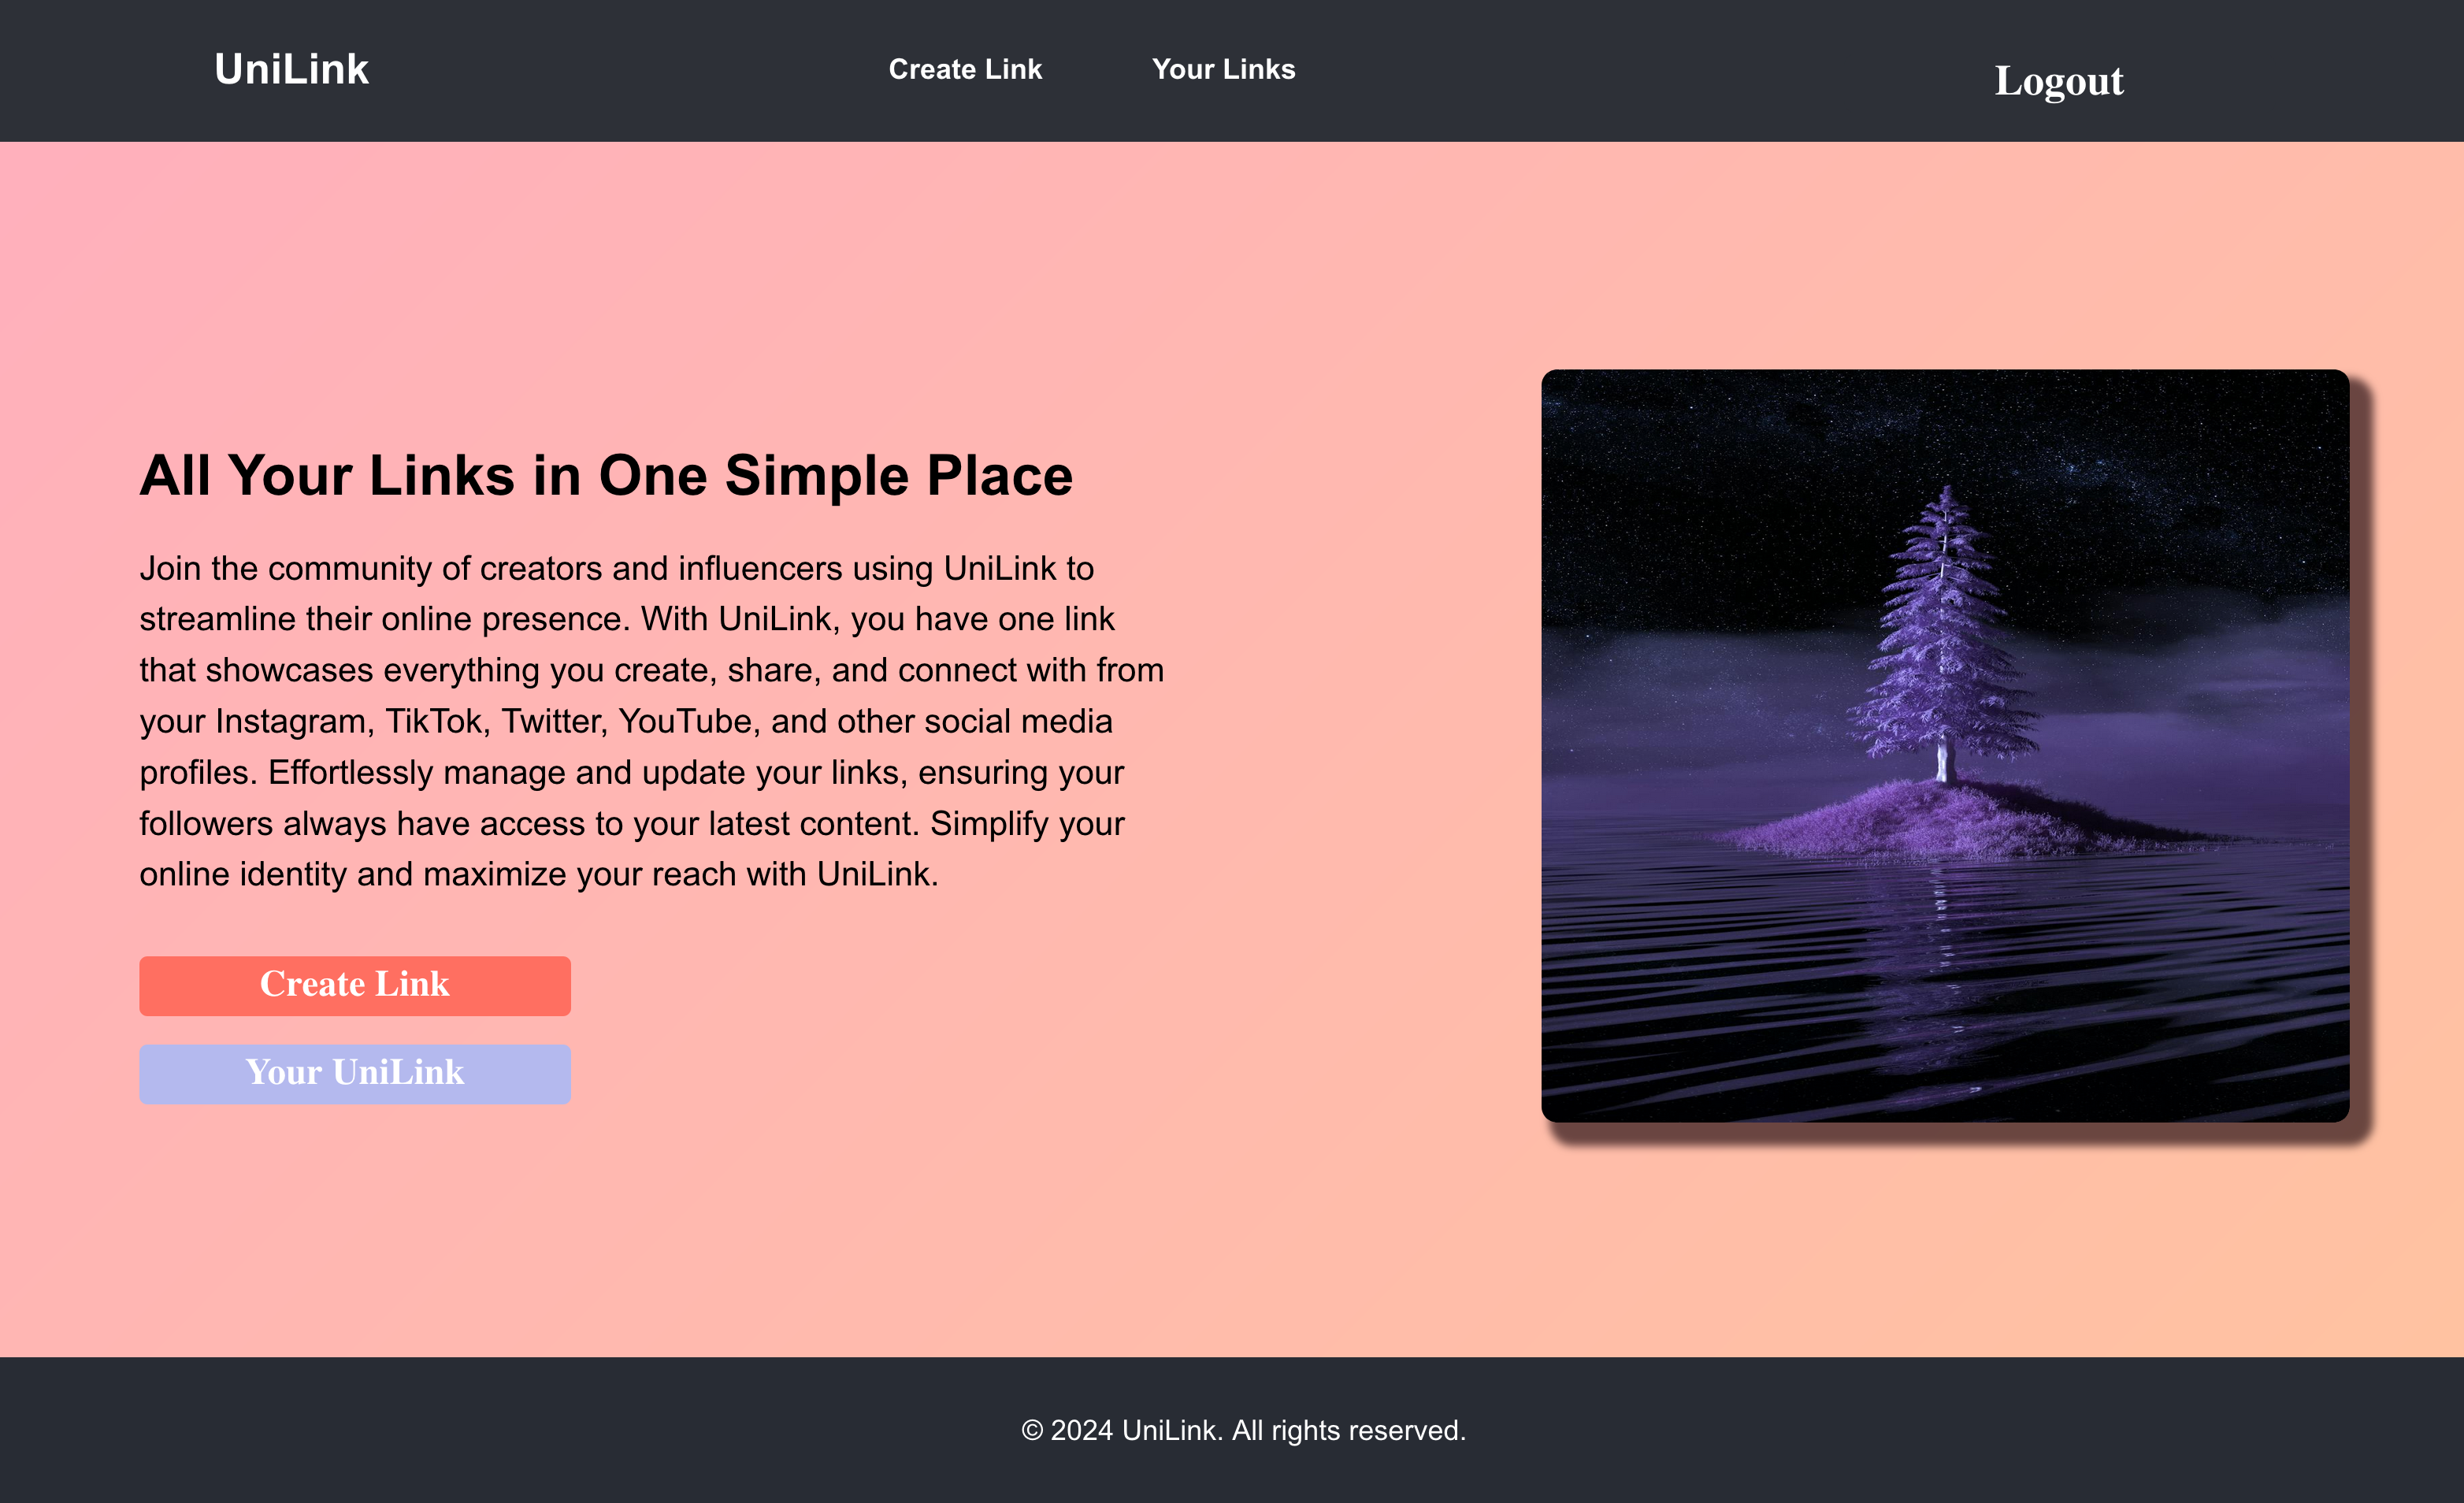 UniLink
Create Link
Your Links
Logout
All Your Links in One Simple Place
Join the community of creators and influencers using UniLink to
streamline their online presence. With UniLink, you have one link
that showcases everything you create, share, and connect with from
your Instagram, TikTok, Twitter, YouTube, and other social media
profiles. Effortlessly manage and update your links, ensuring your
followers always have access to your latest content. Simplify your
online identity and maximize your reach with UniLink.
Create Link
Your UniLink
© 2024 UniLink. All rights reserved.